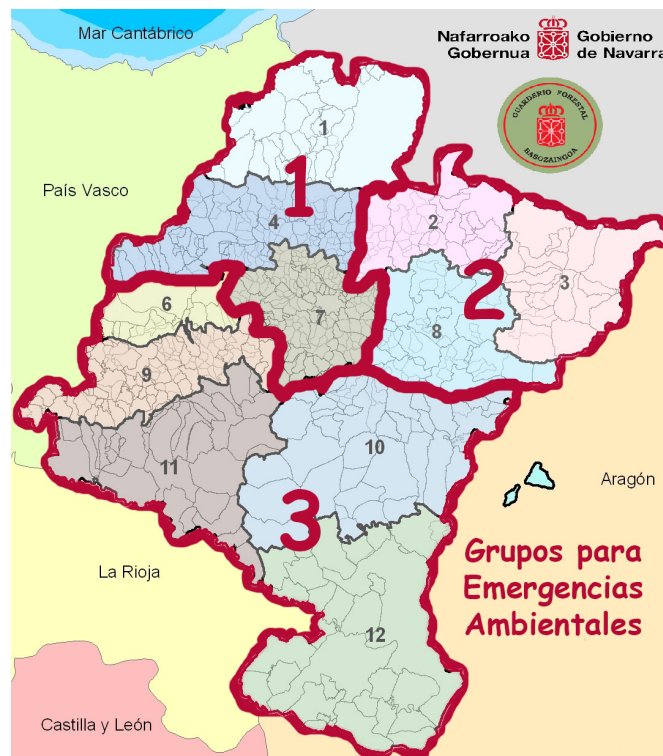 Mar Cantábrico
Nafarroako
Gobernua
Gobierno
de Navarra
GUARDERIO FORESTAL
BASOZAINGOA
País Vasco
1
1
4
2
3
2
6
7
8
9
10
11
Aragón
3
La Rioja
Grupos para
Emergencias
Ambientales
12
Castilla y León